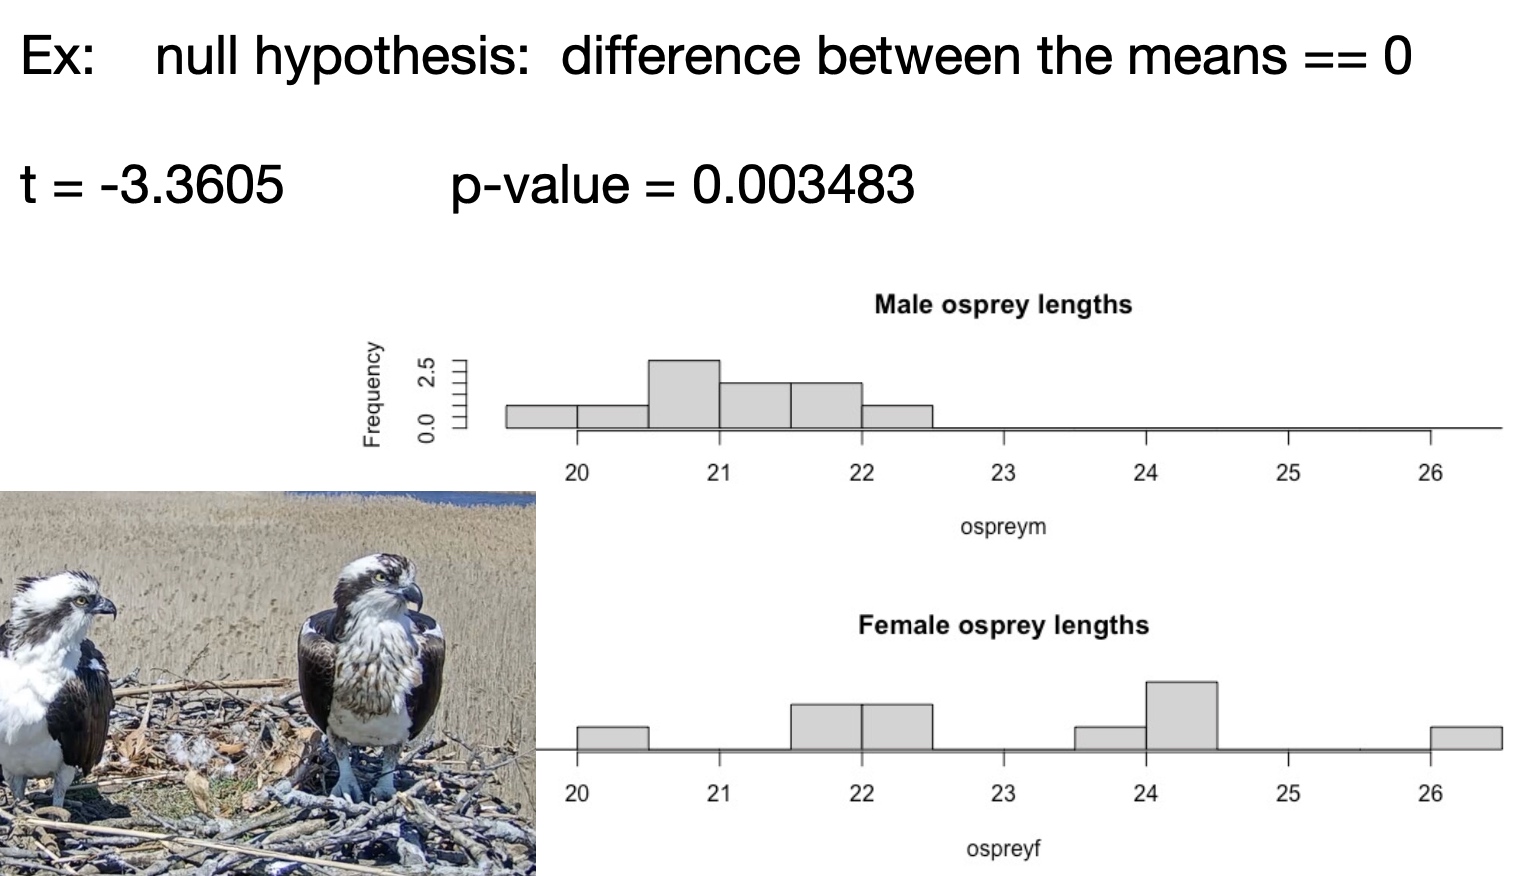 Ex: null hypothesis: difference between the means == 0
t = -3.3605 p-value = 0.003483
Male osprey lengths
Frequency
2.5
0.0
20 21 22 23 24 25 26
ospreym
Female osprey lengths
20 21 22 23 24 25 26
ospreyf